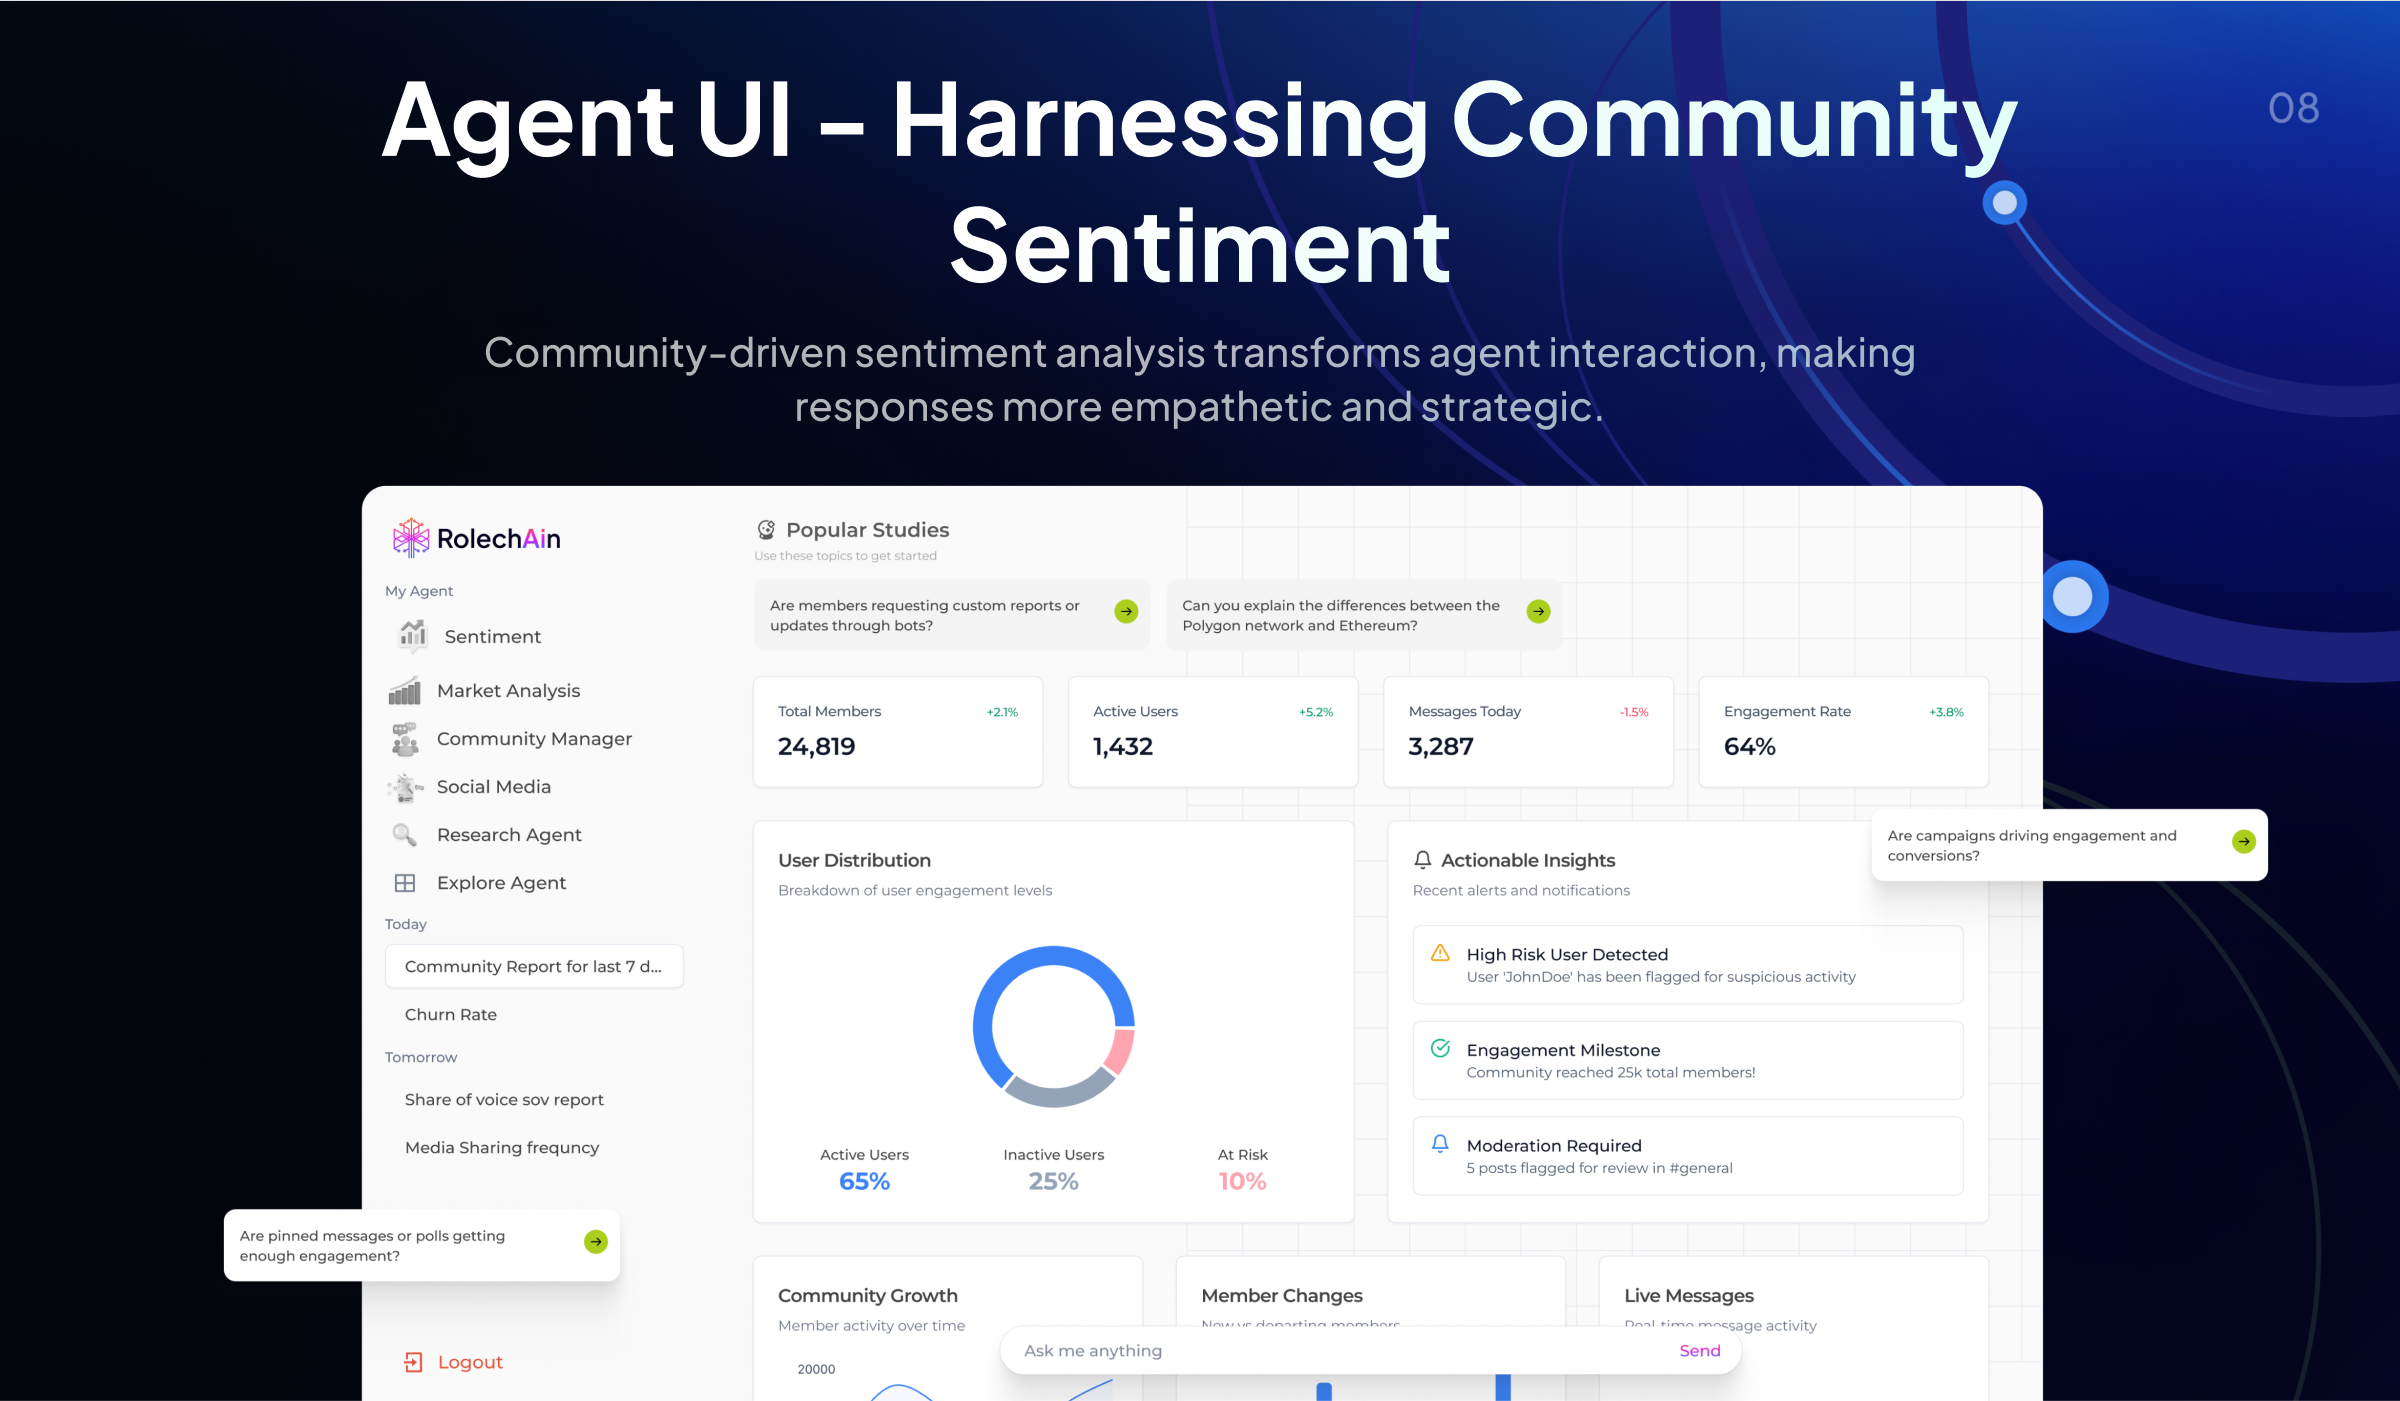 Agent UI – Harnessing Community
Sentiment
08
Community-driven sentiment analysis transforms agent interaction, making
responses more empathetic and strategic.
RolechAin
My Agent
Sentiment
Market Analysis
Community Manager
Social Media
Research Agent
Explore Agent
Today
Community Report for last 7 d...
Churn Rate
Tomorrow
Share of voice sov report
Media Sharing frequncy
Are pinned messages or polls getting
enough engagement?
Logout
Popular Studies
Use these topics to get started
Are members requesting custom reports or
updates through bots?
Can you explain the differences between the
Polygon network and Ethereum?
Total Members +2.1%
24,819
Active Users +5.2%
1,432
Messages Today -1.5%
3,287
Engagement Rate +3.8%
64%
User Distribution
Breakdown of user engagement levels
Active Users
65%
Inactive Users
25%
At Risk
10%
Actionable Insights
Recent alerts and notifications
Are campaigns driving engagement and
conversions?
High Risk User Detected
User 'JohnDoe' has been flagged for suspicious activity
Engagement Milestone
Community reached 25k total members!
Moderation Required
5 posts flagged for review in #general
Community Growth
Member activity over time
20000
Member Changes
New vs departing members
Live Messages
Real-time message activity
Ask me anything
Send